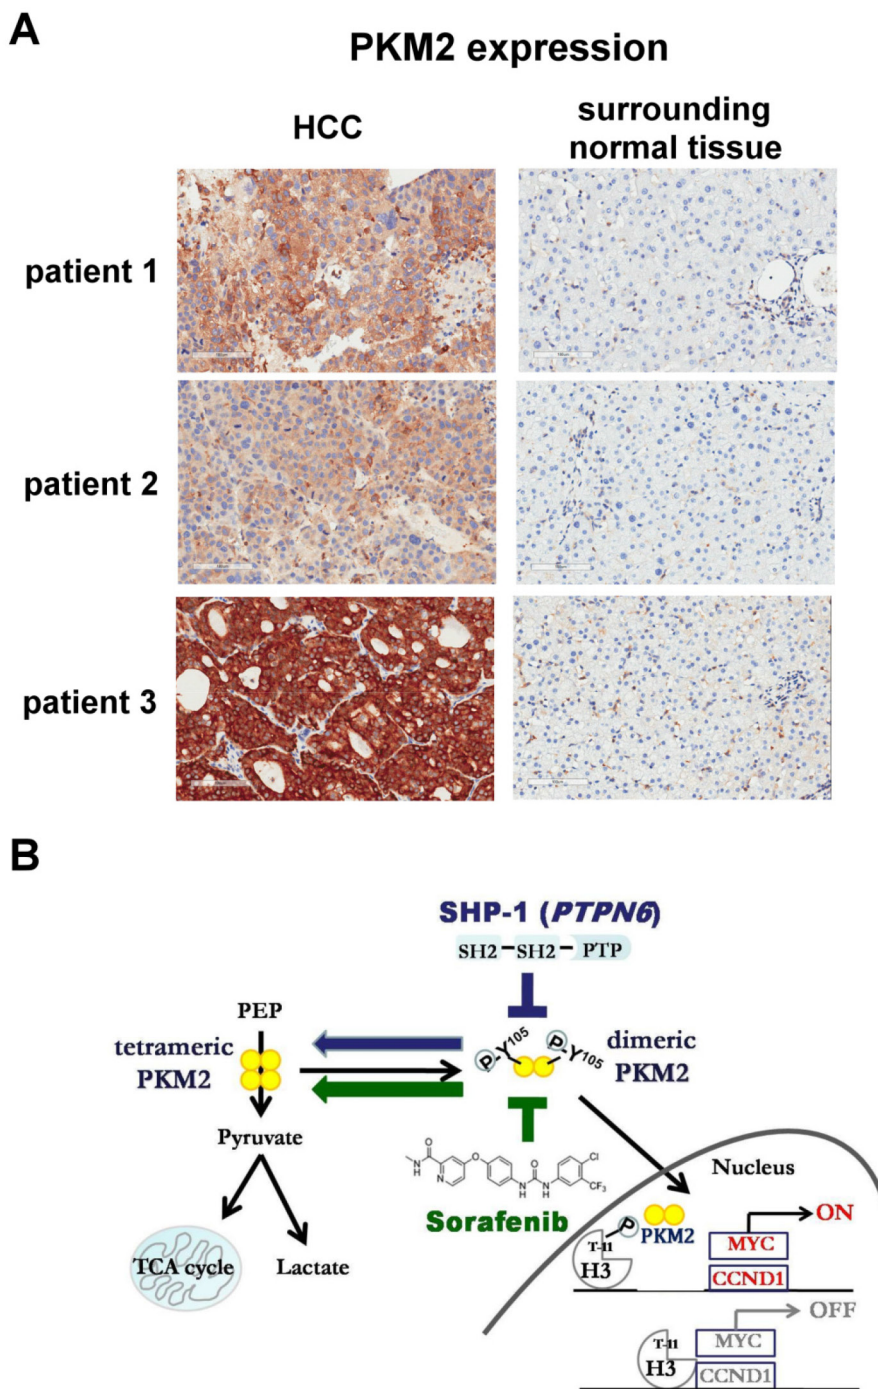 A
PKM2 expression
HCC
surrounding
normal tissue
patient 1
patient 2
patient 3
B
SHP-1 (PTPN6)
SH2 SH2 PTP
PEP
tetrameric
PKM2
P-Y105
P-Y105
dimeric
PKM2
Pyruvate
O
N
H
N
O
O
N
H
N
H
Cl
CF3
Sorafenib
TCA cycle
Lactate
Nucleus
P
PKM2
T-11
H3
MYC
ON
CCND1
OFF
T-11
H3
MYC
CCND1